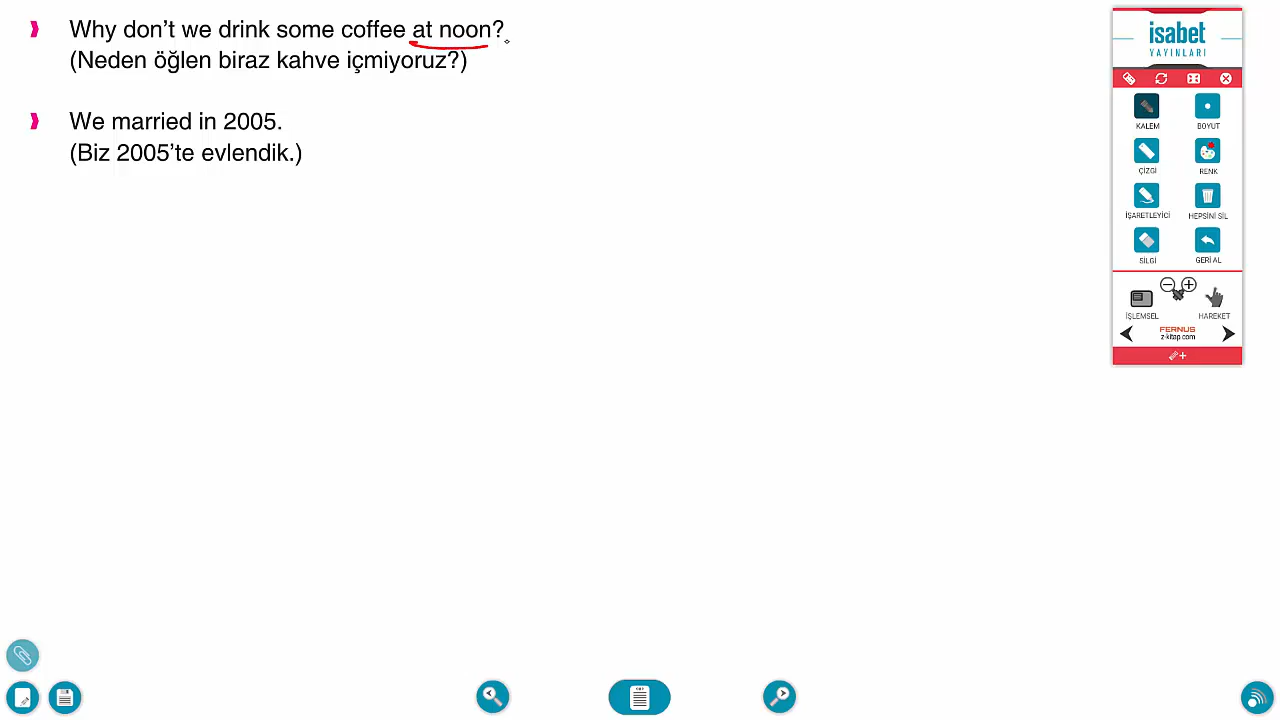 Why don't we drink some coffee at noon?
(Neden öğlen biraz kahve içmiyoruz?)
We married in 2005.
(Biz 2005'te evlendik.)
isabet
YAYINLARI
KALEM
BOYUT
ÇİZGİ
RENK
İŞARETLEYİCİ
HEPSİNİ SİL
SİLGİ
GERİ AL
İŞLEMSEL
HAREKET
FERNUS
z-kitap.com